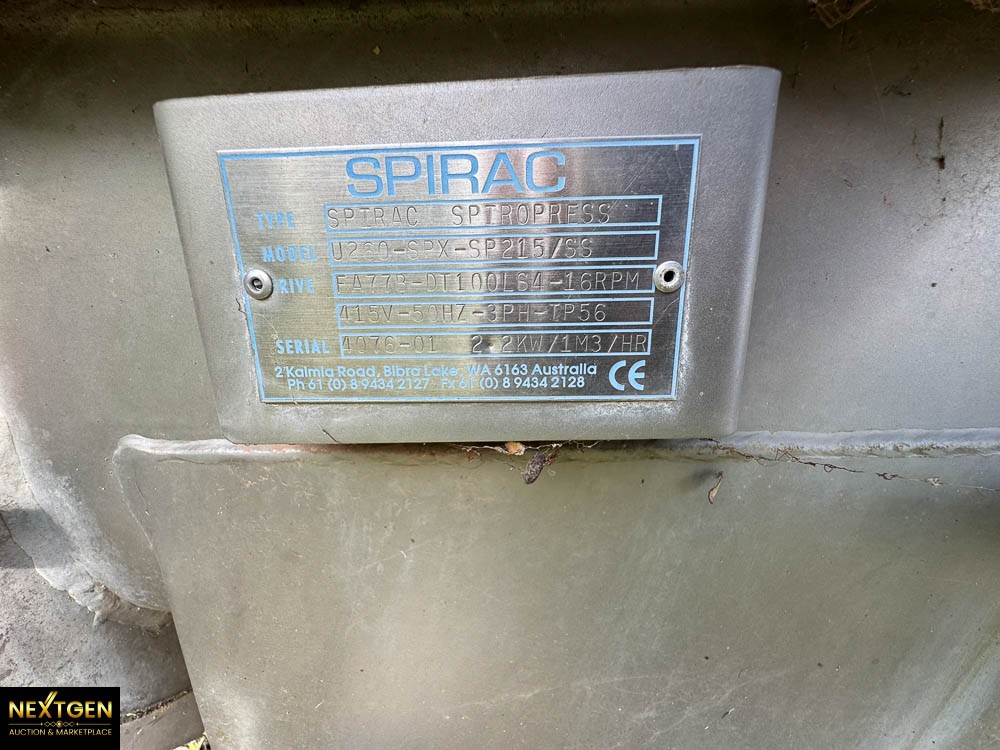 SPIRAC
TYPE SPIRAC SPIROPRESS
MODEL U260-SPX-SP215/SS
DRIVE FA77B-DT100LS4-16RPM
415V-50HZ-3PH-IP56
SERIAL 4076-01 2.2KW/1M3/HR
2 Kalmia Road, Bibra Lake, WA 6163 Australia
Ph 61 (0) 8 9434 2127 Fx 61 (0) 8 9434 2128
CE
NEXTGEN
AUCTION & MARKETPLACE